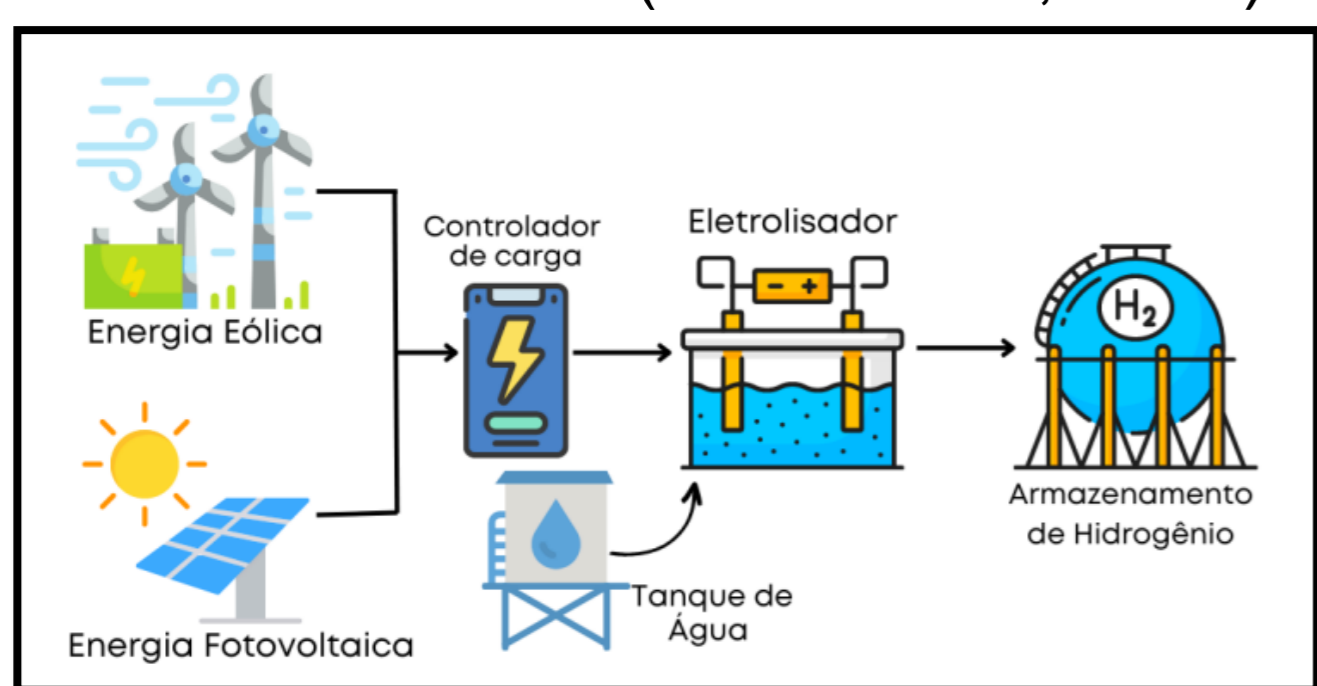 Energia Eólica
Controlador
de carga
Eletrolisador
H2
- +
Energia Fotovoltaica
Tanque de
Água
Armazenamento
de Hidrogênio